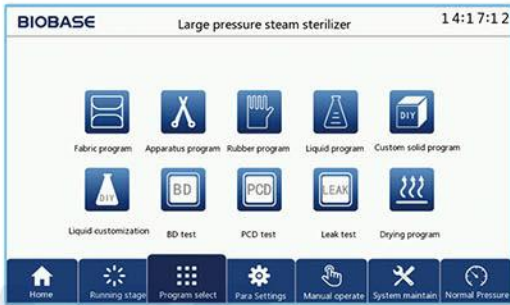 BIOBASE Large pressure steam sterilizer 14:17:12
Fabric program Apparatus program Rubber program Liquid program Custom solid program
DIY
DIY BD PCD LEAK
Liquid customization BD test PCD test Leak test Drying program
Home Running stage Program select Para Settings Manual operate System maintain Normal Pressure